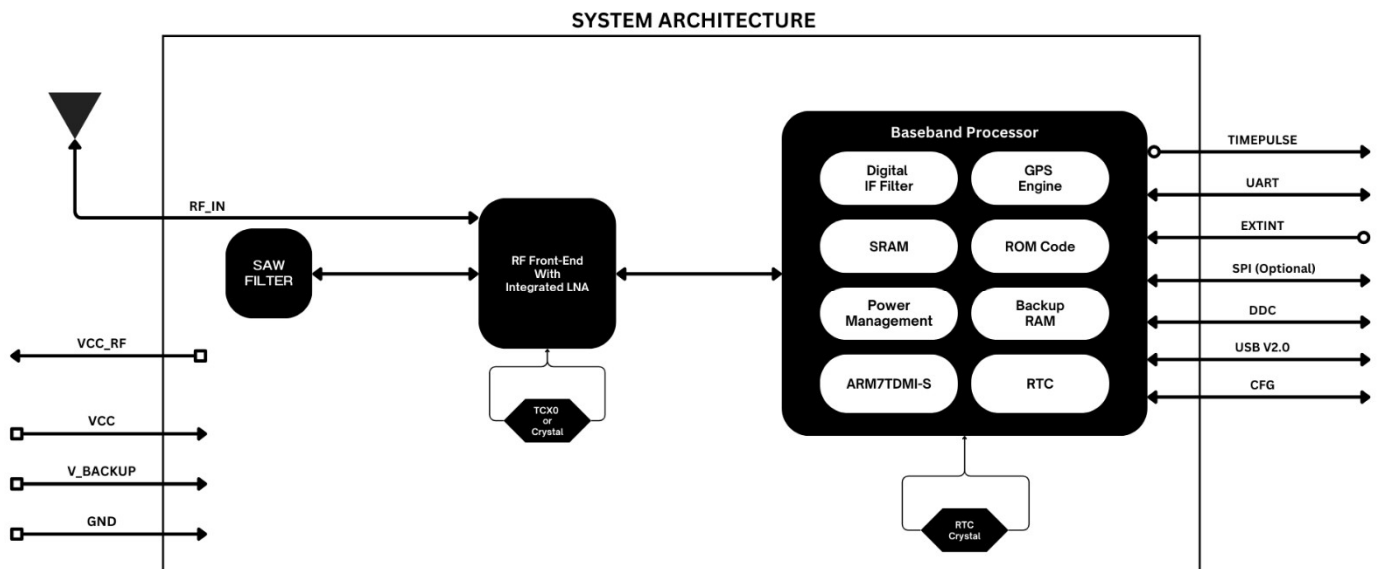 SYSTEM ARCHITECTURE
RF_IN
SAW
FILTER
RF Front-End
With
Integrated LNA
TCX0
or
Crystal
VCC_RF
VCC
V_BACKUP
GND
Baseband Processor
Digital
IF Filter
GPS
Engine
SRAM
ROM Code
Power
Management
Backup
RAM
ARM7TDMI-S
RTC
RTC
Crystal
TIMEPULSE
UART
EXTINT
SPI (Optional)
DDC
USB V2.0
CFG